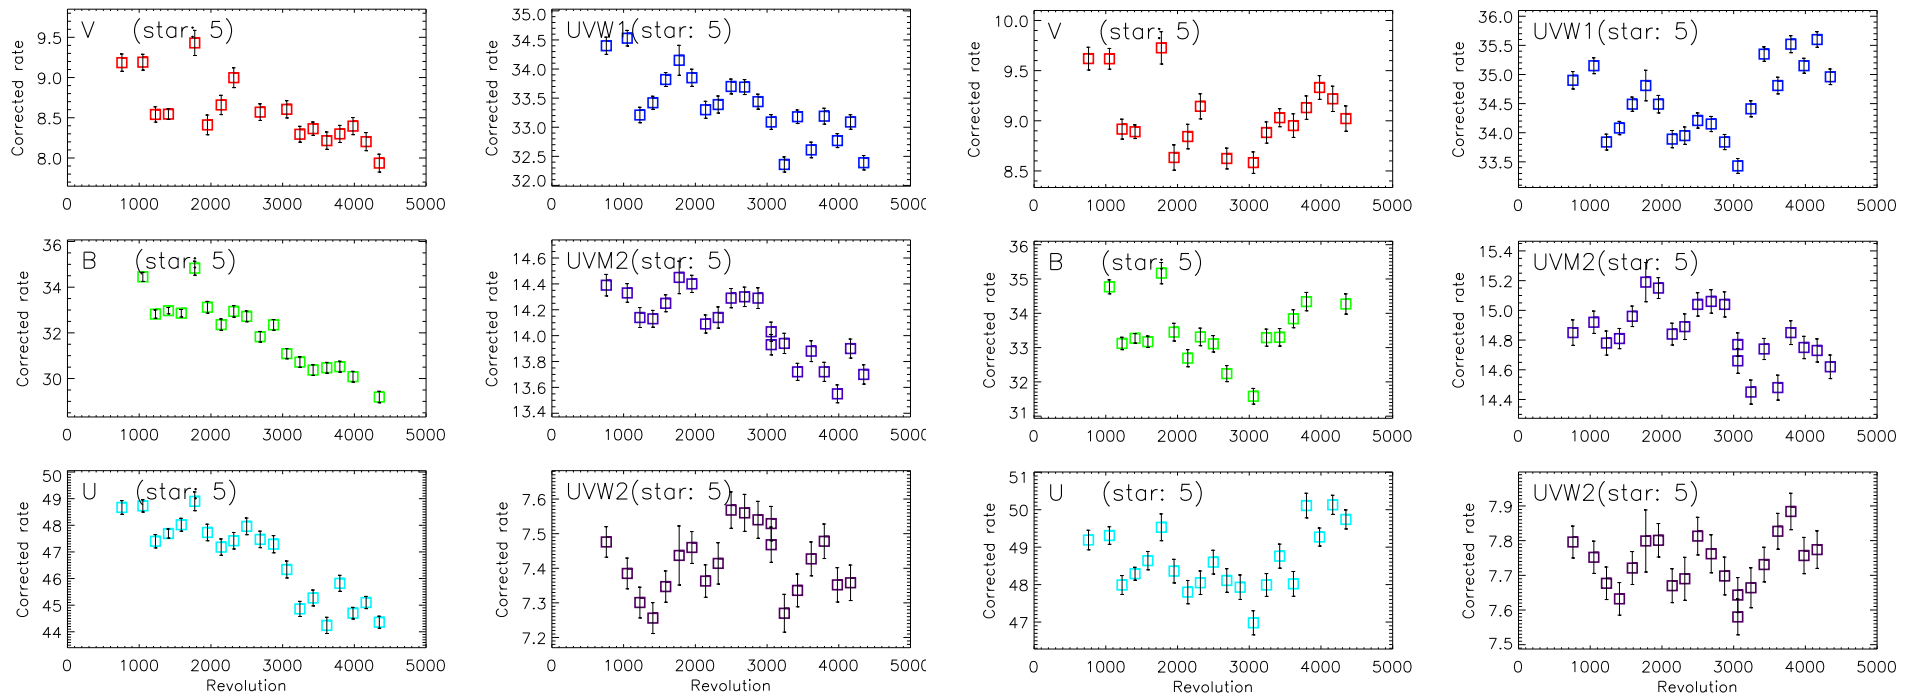 V (star: 5)
Corrected rate
9.5
9.0
8.5
8.0
0 1000 2000 3000 4000 5000
UVW1(star: 5)
Corrected rate
35.0
34.5
34.0
33.5
33.0
32.5
32.0
0 1000 2000 3000 4000 5000
V (star: 5)
Corrected rate
10.0
9.5
9.0
8.5
0 1000 2000 3000 4000 5000
UVW1(star: 5)
Corrected rate
36.0
35.5
35.0
34.5
34.0
33.5
0 1000 2000 3000 4000 5000
B (star: 5)
Corrected rate
36
34
32
30
0 1000 2000 3000 4000 5000
UVM2(star: 5)
Corrected rate
14.6
14.4
14.2
14.0
13.8
13.6
13.4
0 1000 2000 3000 4000 5000
B (star: 5)
Corrected rate
36
35
34
33
32
31
0 1000 2000 3000 4000 5000
UVM2(star: 5)
Corrected rate
15.4
15.2
15.0
14.8
14.6
14.4
0 1000 2000 3000 4000 5000
U (star: 5)
Corrected rate
50
49
48
47
46
45
44
0 1000 2000 3000 4000 5000
Revolution
UVW2(star: 5)
Corrected rate
7.6
7.5
7.4
7.3
7.2
0 1000 2000 3000 4000 5000
Revolution
U (star: 5)
Corrected rate
51
50
49
48
47
0 1000 2000 3000 4000 5000
Revolution
UVW2(star: 5)
Corrected rate
7.9
7.8
7.7
7.6
7.5
0 1000 2000 3000 4000 5000
Revolution